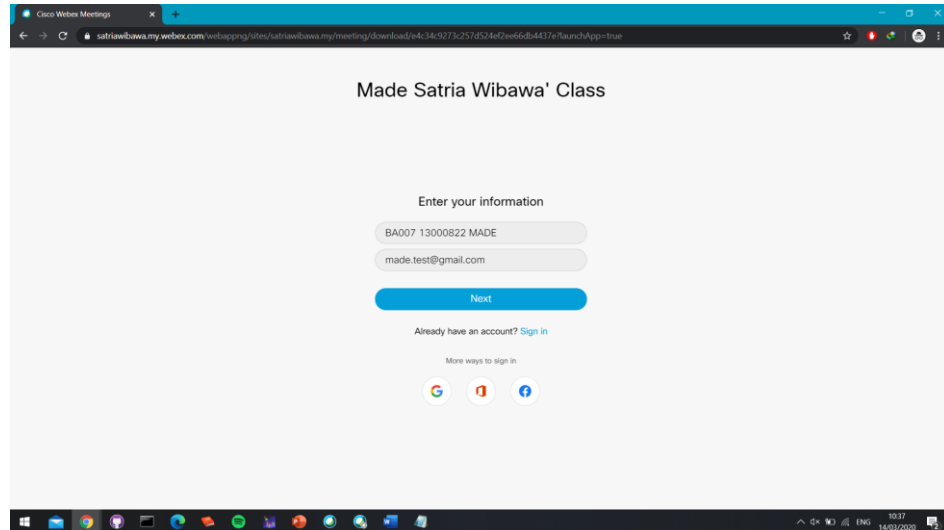 Cisco Webex Meetings
satriawibawa.my.webex.com/webappng/sites/satriawibawa.my/meeting/download/e4c34c9273c257d524ef2ee66db4437e?launchApp=true
Made Satria Wibawa' Class
Enter your information
BA007 13000822 MADE
made.test@gmail.com
Next
Already have an account? Sign in
More ways to sign in
ENG
10:37
14/03/2020